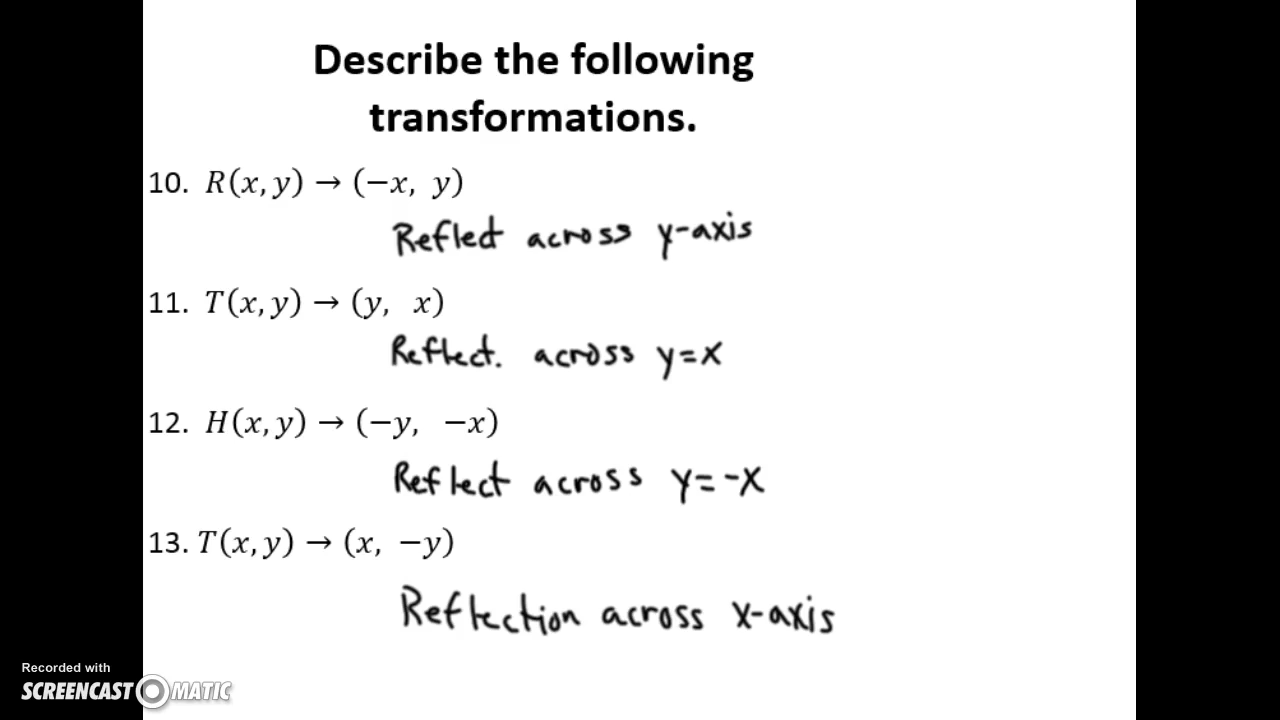 Describe the following
transformations.
10. R(x, y) → (−x, y)
Reflect across y-axis
11. T(x, y) → (y, x)
Reflect. across y=x
12. H(x, y) → (−y, −x)
Reflect across y=-x
13. T(x, y) → (x, −y)
Reflection across x-axis
Recorded with
SCREENCAST O MATIC